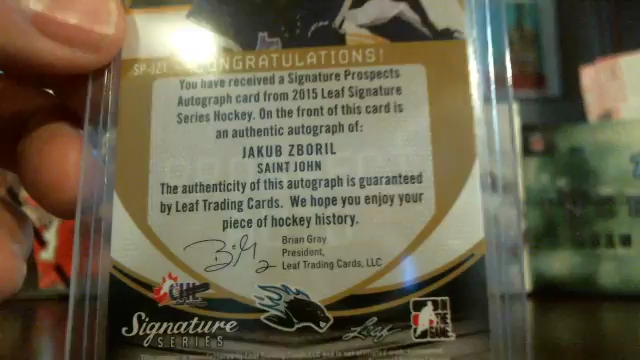 SP-JZ1
CONGRATULATIONS!
You have received a Signature Prospects
Autograph card from 2015 Leaf Signature
Series Hockey. On the front of this card is
an authentic autograph of:
JAKUB ZBORIL
SAINT JOHN
The authenticity of this autograph is guaranteed
by Leaf Trading Cards. We hope you enjoy your
piece of hockey history.
Brian Gray
President,
Leaf Trading Cards, LLC
CHL
Signature
SERIES
Leaf
IN
THE
GAME